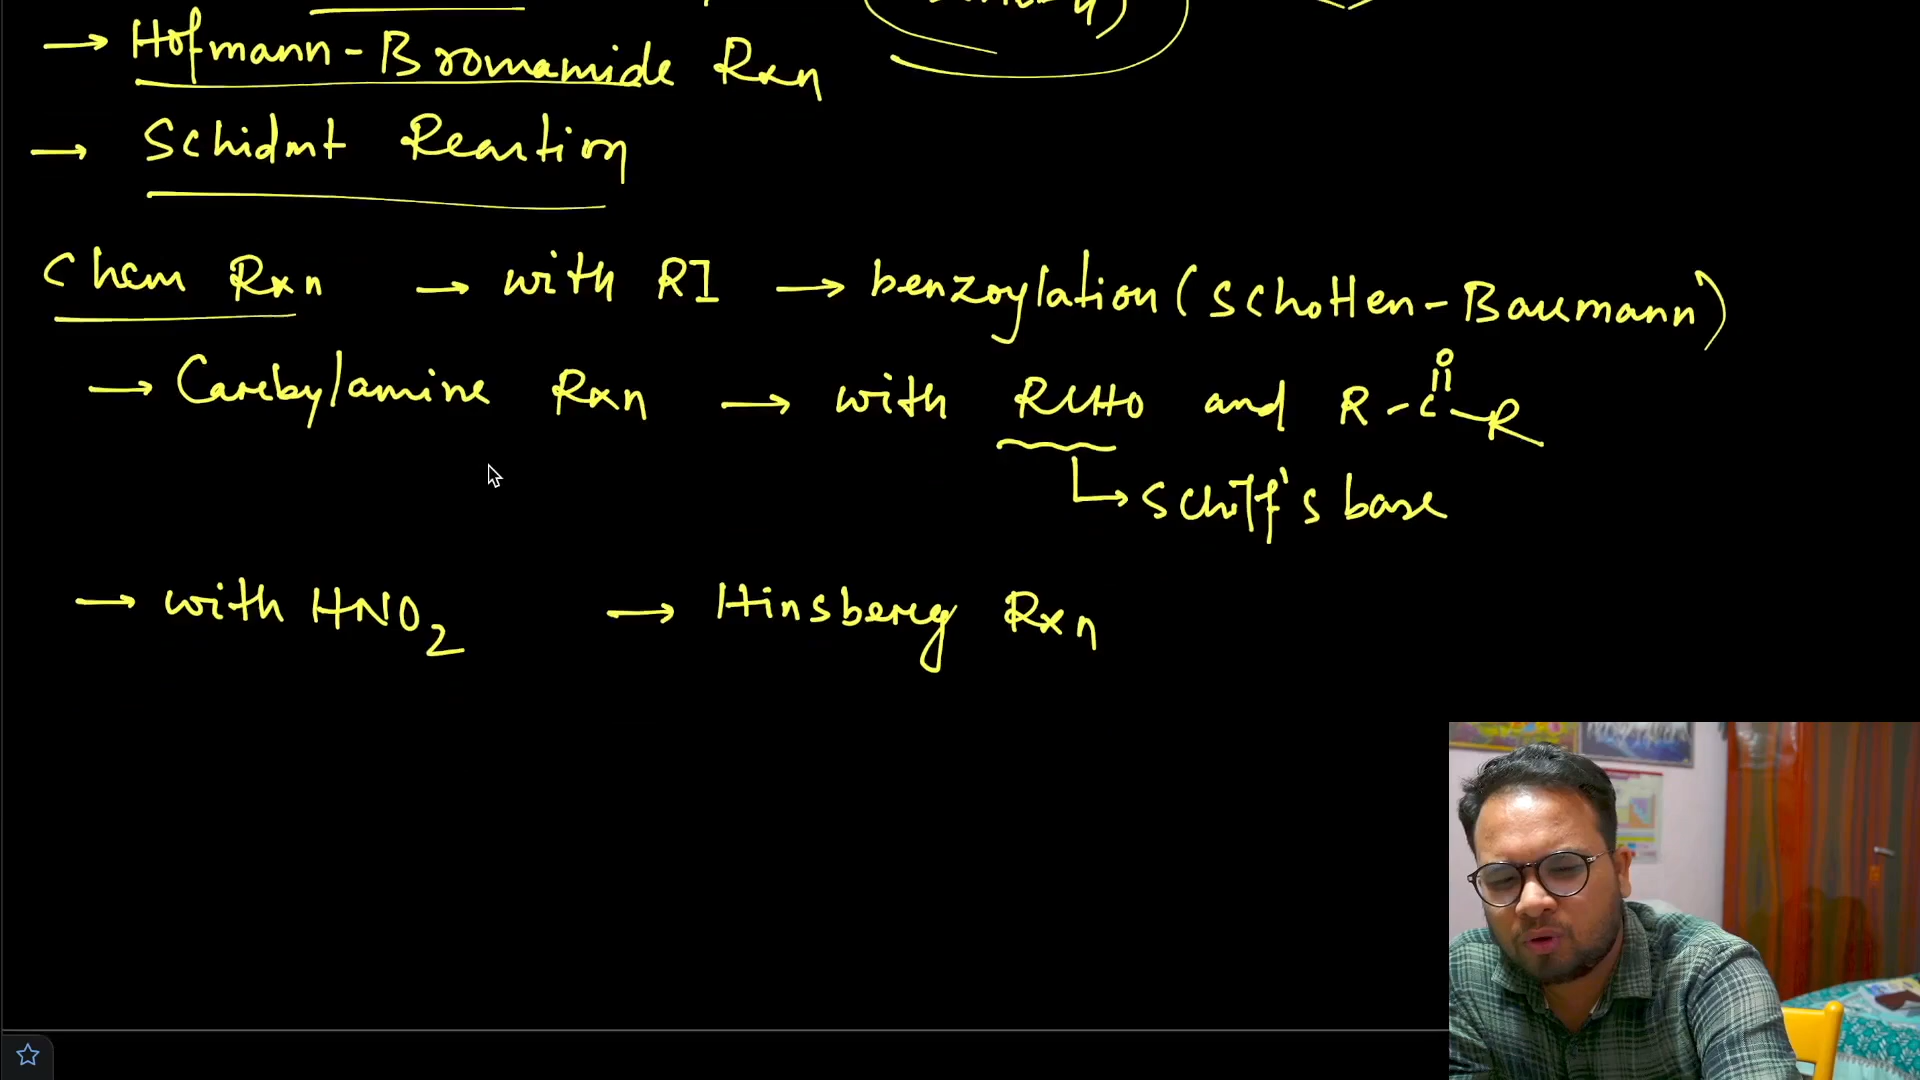 → Hofmann-Bromamide Rxn
→ Schidmt Reaction
Chem Rxn → with RI → benzoylation (Schotten-Baumann)
→ Carbylamine Rxn → with RCHO and R-C-R
O
→ Schiff's base
→ with HNO2 → Hinsberg Rxn